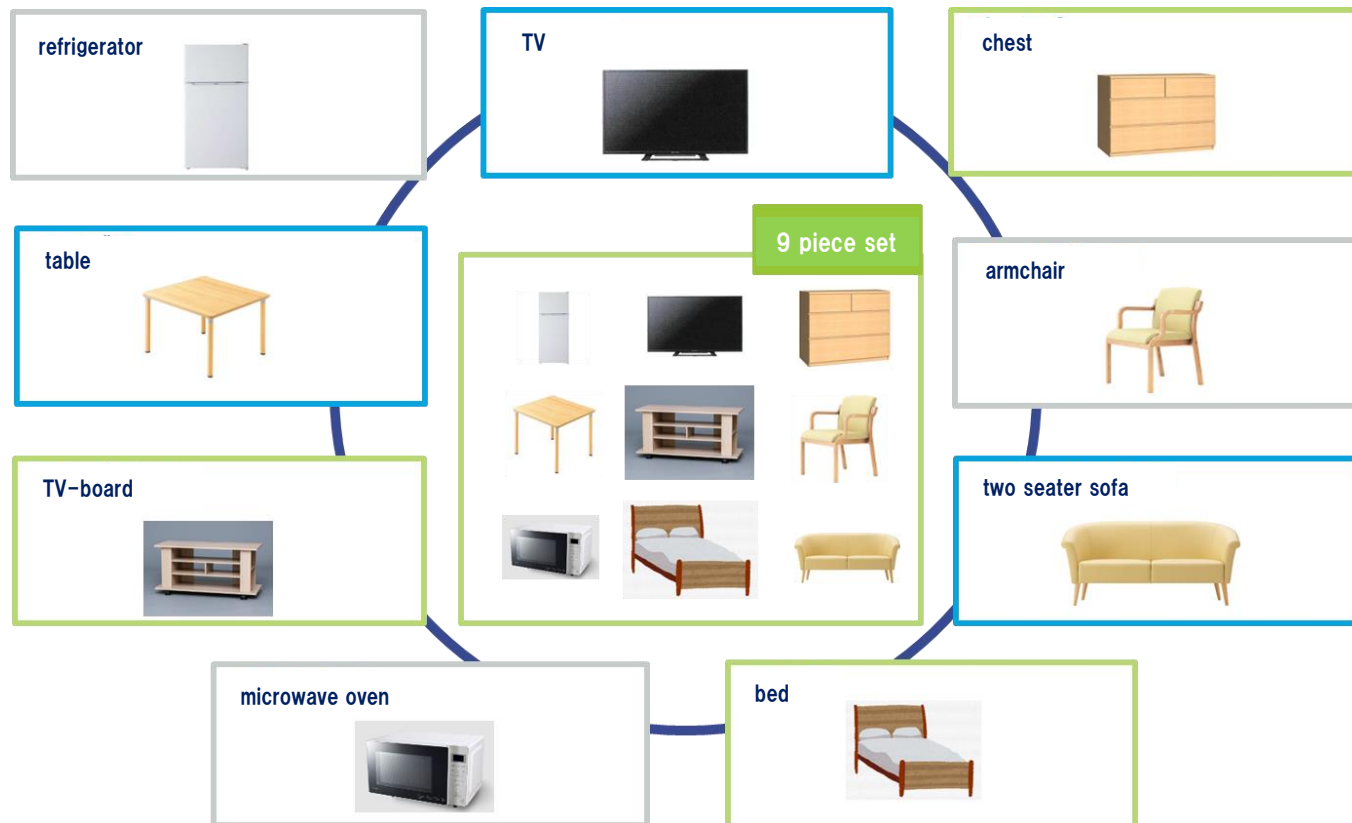 refrigerator
TV
chest
table
9 piece set
armchair
TV-board
two seater sofa
microwave oven
bed